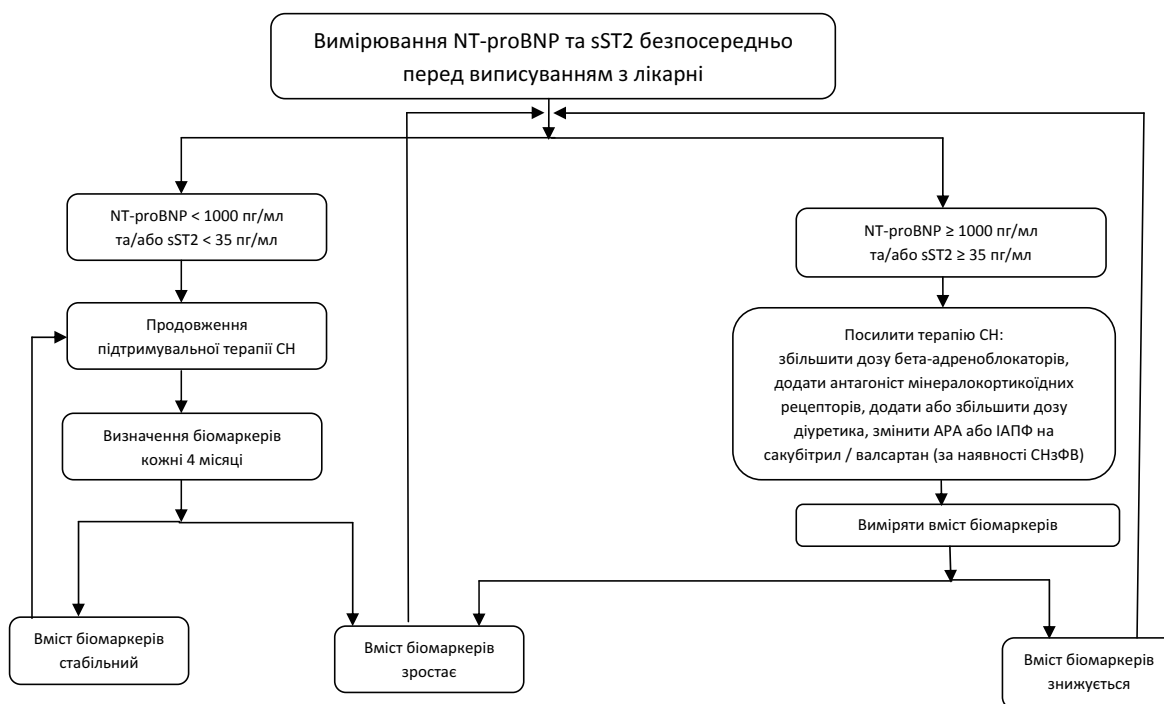 Вимірювання NT-proBNP та sST2 безпосередньо
перед виписуванням з лікарні
NT-proBNP < 1000 пг/мл
та/або sST2 < 35 пг/мл
NT-proBNP ≥ 1000 пг/мл
та/або sST2 ≥ 35 пг/мл
Продовження
підтримувальної терапії СН
Посилити терапію СН:
збільшити дозу бета-адреноблокаторів,
додати антагоніст мінералокортикоїдних
рецепторів, додати або збільшити дозу
діуретика, змінити АРА або ІАПФ на
сакубітрил / валсартан (за наявності СНзФВ)
Визначення біомаркерів
кожні 4 місяці
Виміряти вміст біомаркерів
Вміст біомаркерів
стабільний
Вміст біомаркерів
зростає
Вміст біомаркерів
знижується